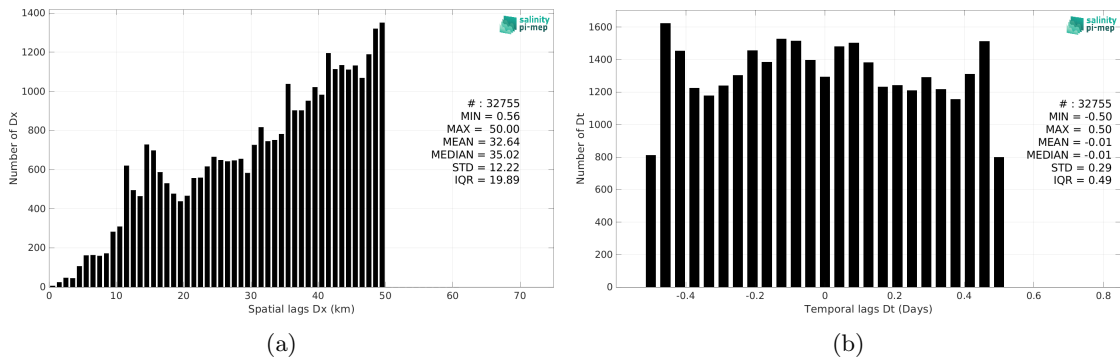 1400
1200
1000
800
600
400
200
0
Number of Dx
0
10
20
30
40
50
60
70
Spatial lags Dx (km)
salinity
pi-mep
# : 32755
MIN = 0.56
MAX = 50.00
MEAN = 32.64
MEDIAN = 35.02
STD = 12.22
IQR = 19.89
(a)
1600
1400
1200
1000
800
600
400
200
0
Number of Dt
-0.4
-0.2
0
0.2
0.4
0.6
0.8
Temporal lags Dt (Days)
salinity
pi-mep
# : 32755
MIN = -0.50
MAX = 0.50
MEAN = -0.01
MEDIAN = -0.01
STD = 0.29
IQR = 0.49
(b)